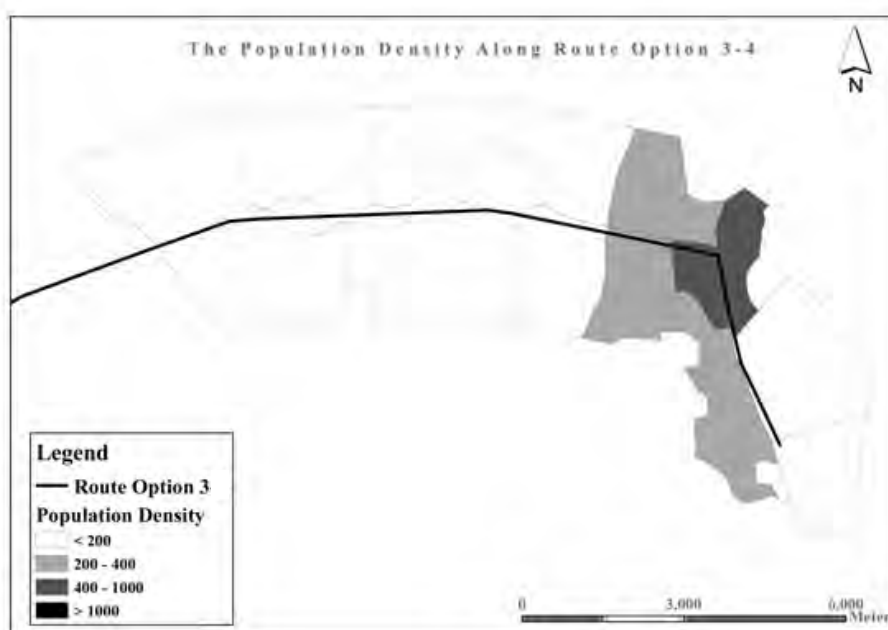 The Population Density Along Route Option 3-4
N
Legend
Route Option 3
Population Density
< 200
200 - 400
400 - 1000
> 1000
0 3,000 6,000
Meter